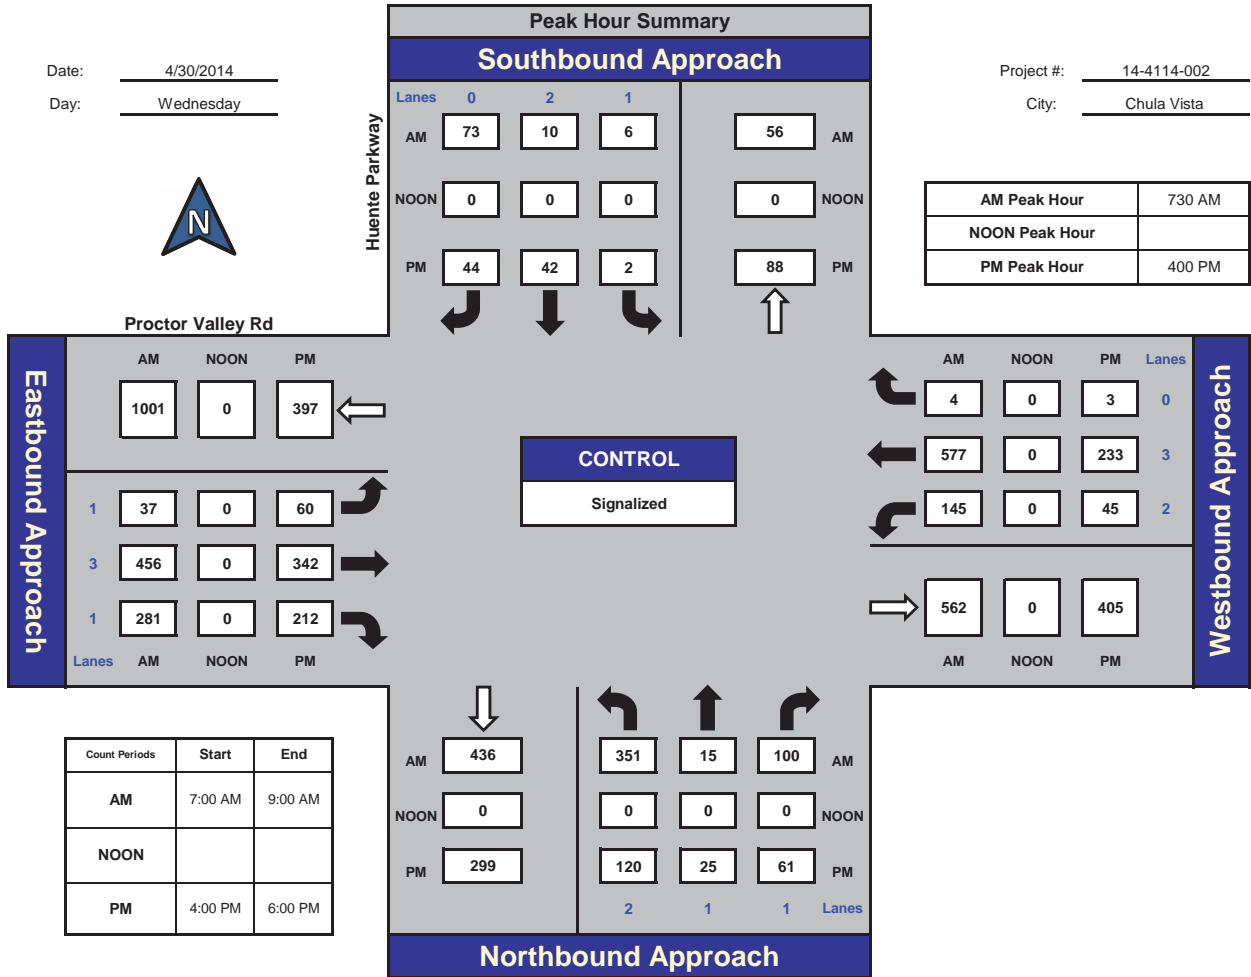 Peak Hour Summary
Southbound Approach
Date: 4/30/2014
Day: Wednesday
Project #: 14-4114-002
City: Chula Vista
Huente Parkway
Lanes 0 2 1
AM 73 10 6 56 AM
NOON 0 0 0 0 NOON
PM 44 42 2 88 PM
N
AM Peak Hour 730 AM
NOON Peak Hour
PM Peak Hour 400 PM
Proctor Valley Rd
Eastbound Approach
AM NOON PM
1001 0 397
1 37 0 60
3 456 0 342
1 281 0 212
Lanes AM NOON PM
CONTROL
Signalized
AM NOON PM Lanes
4 0 3 0
577 0 233 3
145 0 45 2
562 0 405
AM NOON PM
Westbound Approach
Count Periods Start End
AM 7:00 AM 9:00 AM
NOON
PM 4:00 PM 6:00 PM
AM 436 351 15 100 AM
NOON 0 0 0 0 NOON
PM 299 120 25 61 PM
2 1 1 Lanes
Northbound Approach